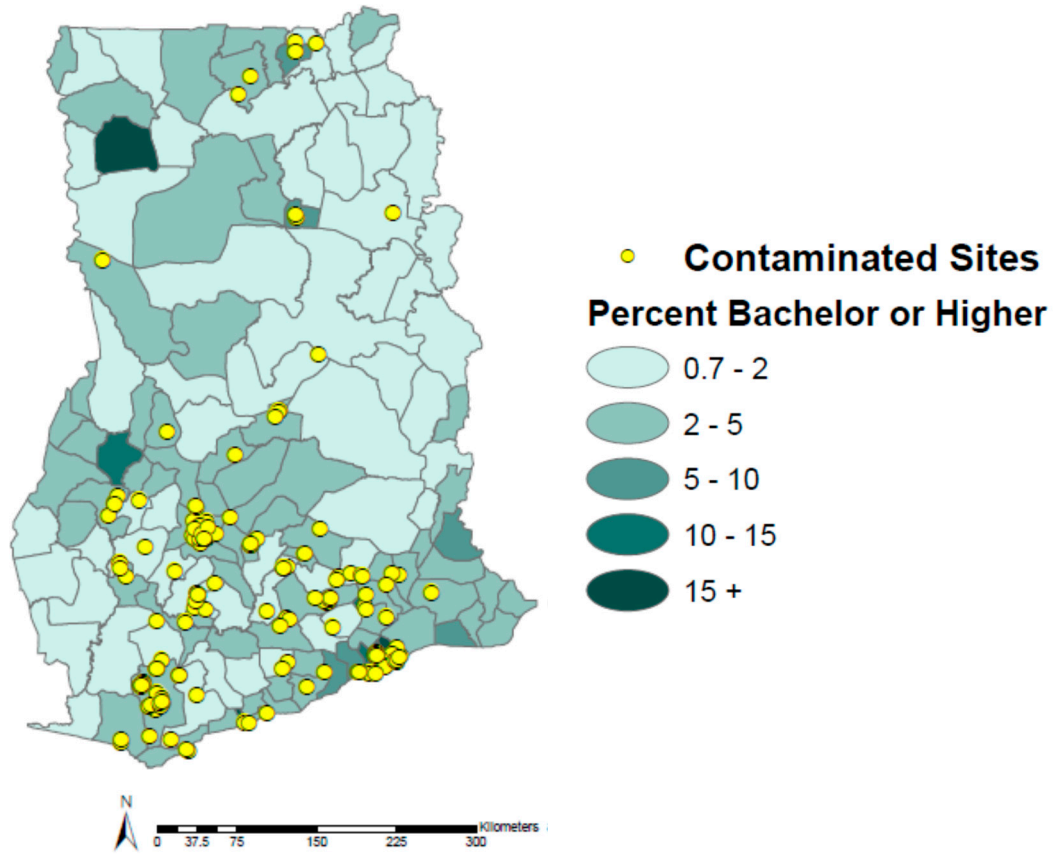 Contaminated Sites
Percent Bachelor or Higher
0.7 - 2
2 - 5
5 - 10
10 - 15
15 +
N
Kilometers
0 37.5 75 150 225 300